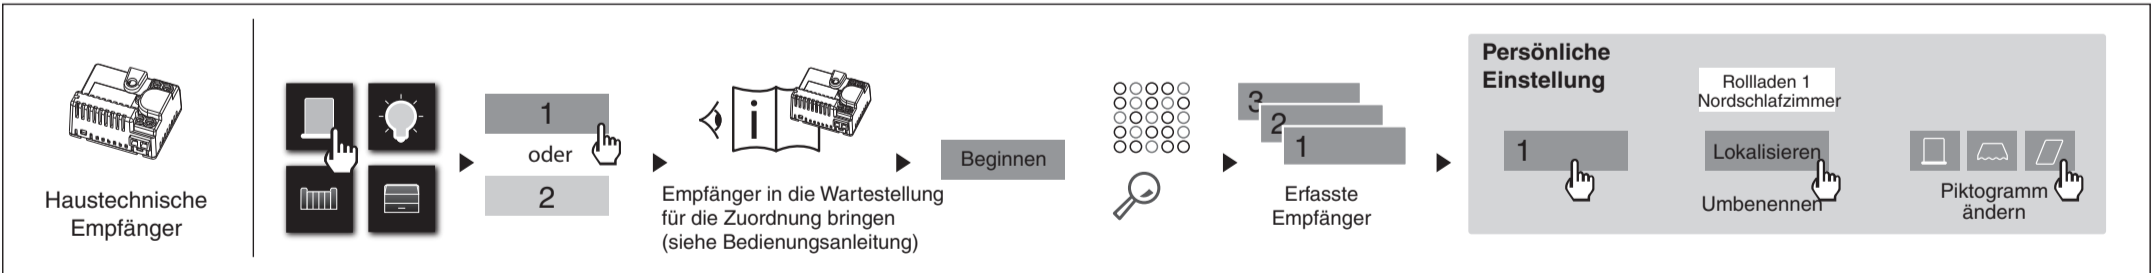 Haustechnische
Empfänger
1
oder
2
i
Empfänger in die Wartestellung
für die Zuordnung bringen
(siehe Bedienungsanleitung)
Beginnen
3
2
1
Erfasste
Empfänger
Persönliche
Einstellung
1
Rollladen 1
Nordschlafzimmer
Lokalisieren
Umbenennen
Piktogramm
ändern